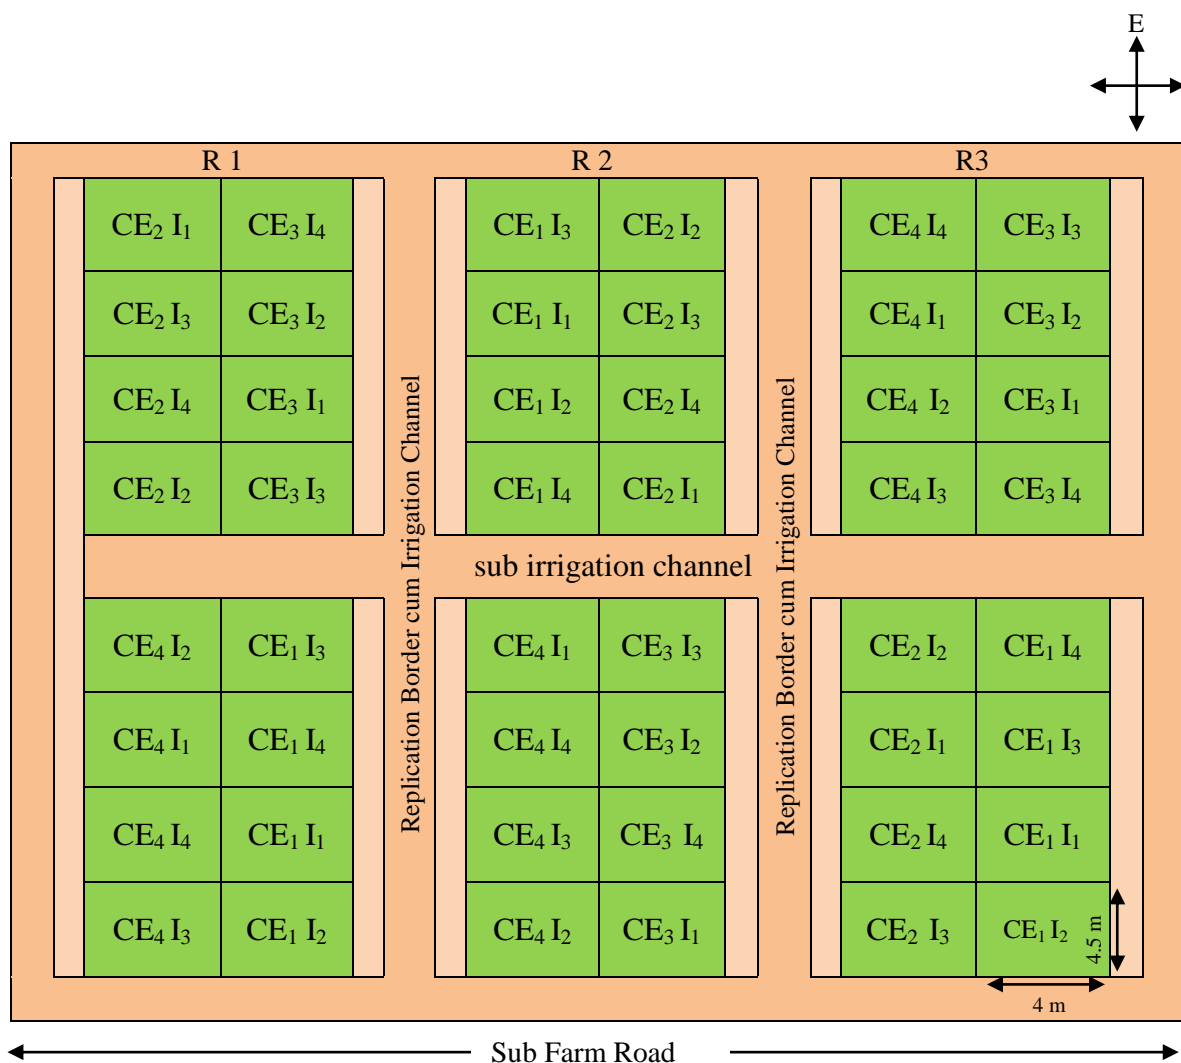 E
R 1 R 2 R3
CE₂ I₁ CE₃ I₄ CE₁ I₃ CE₂ I₂ CE₄ I₄ CE₃ I₃
CE₂ I₃ CE₃ I₂ CE₁ I₁ CE₂ I₃ CE₄ I₁ CE₃ I₂
CE₂ I₄ CE₃ I₁ CE₁ I₂ CE₂ I₄ CE₄ I₂ CE₃ I₁
CE₂ I₂ CE₃ I₃ CE₁ I₄ CE₂ I₁ CE₄ I₃ CE₃ I₄
Replication Border cum Irrigation Channel
Replication Border cum Irrigation Channel
sub irrigation channel
CE₄ I₂ CE₁ I₃ CE₄ I₁ CE₃ I₃ CE₂ I₂ CE₁ I₄
CE₄ I₁ CE₁ I₄ CE₄ I₄ CE₃ I₂ CE₂ I₁ CE₁ I₃
CE₄ I₄ CE₁ I₁ CE₄ I₃ CE₃ I₄ CE₂ I₄ CE₁ I₁
CE₄ I₃ CE₁ I₂ CE₄ I₂ CE₃ I₁ CE₂ I₃ CE₁ I₂
4.5 m
4 m
Sub Farm Road